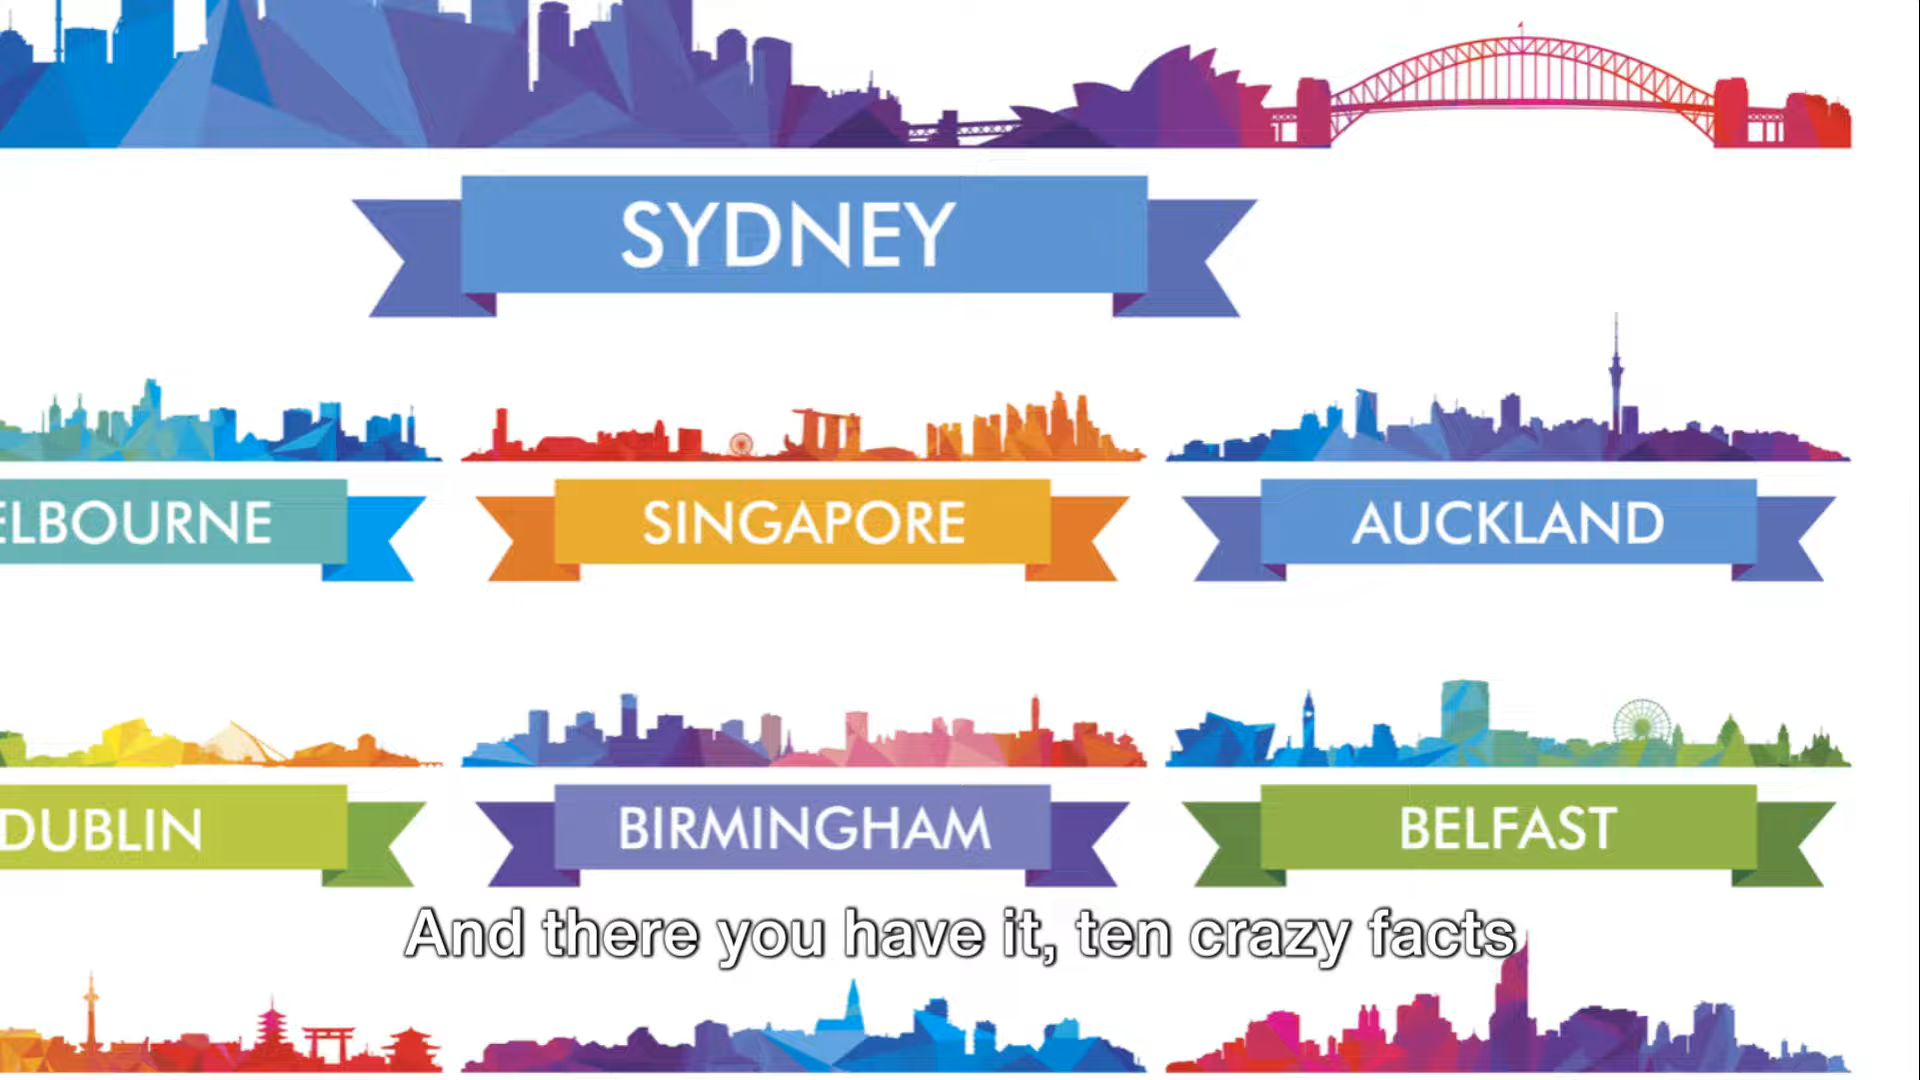 SYDNEY
ELBOURNE
SINGAPORE
AUCKLAND
DUBLIN
BIRMINGHAM
BELFAST
And there you have it, ten crazy facts